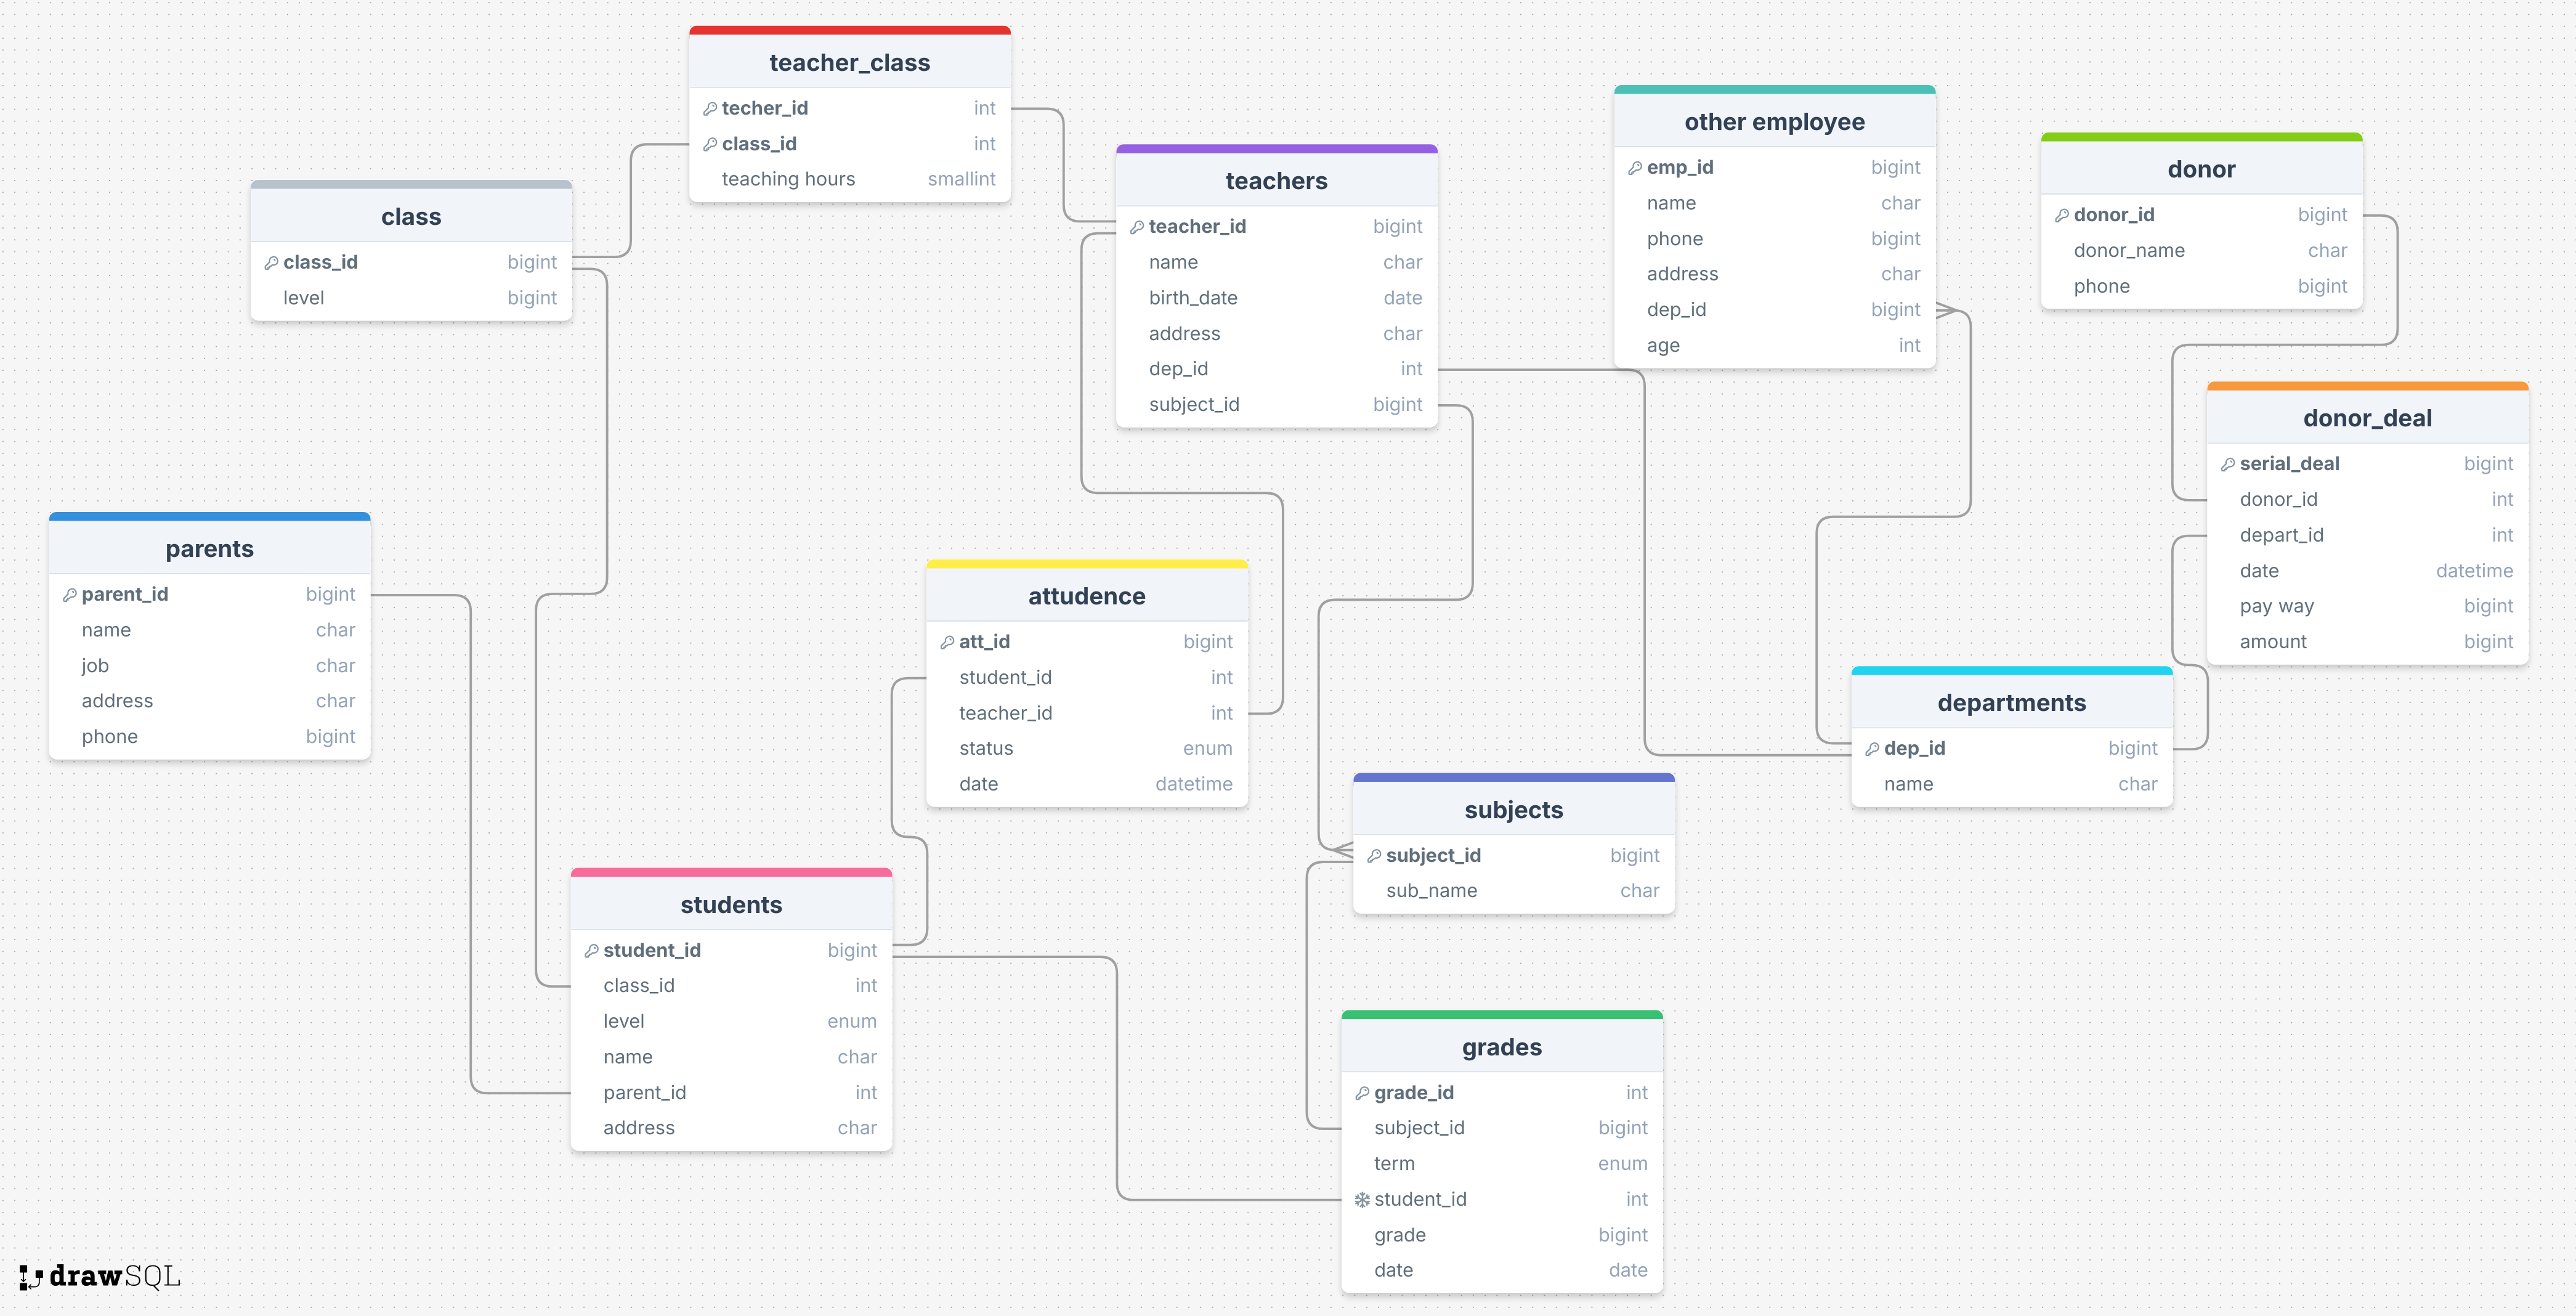 teacher_class
techer_id int
class_id int
teaching hours smallint
class
class_id bigint
level bigint
teachers
teacher_id bigint
name char
birth_date date
address char
dep_id int
subject_id bigint
other employee
emp_id bigint
name char
phone bigint
address char
dep_id bigint
age int
donor
donor_id bigint
donor_name char
phone bigint
donor_deal
serial_deal bigint
donor_id int
depart_id int
date datetime
pay way bigint
amount bigint
parents
parent_id bigint
name char
job char
address char
phone bigint
attudence
att_id bigint
student_id int
teacher_id int
status enum
date datetime
departments
dep_id bigint
name char
subjects
subject_id bigint
sub_name char
students
student_id bigint
class_id int
level enum
name char
parent_id int
address char
grades
grade_id int
subject_id bigint
term enum
student_id int
grade bigint
date date
drawSQL